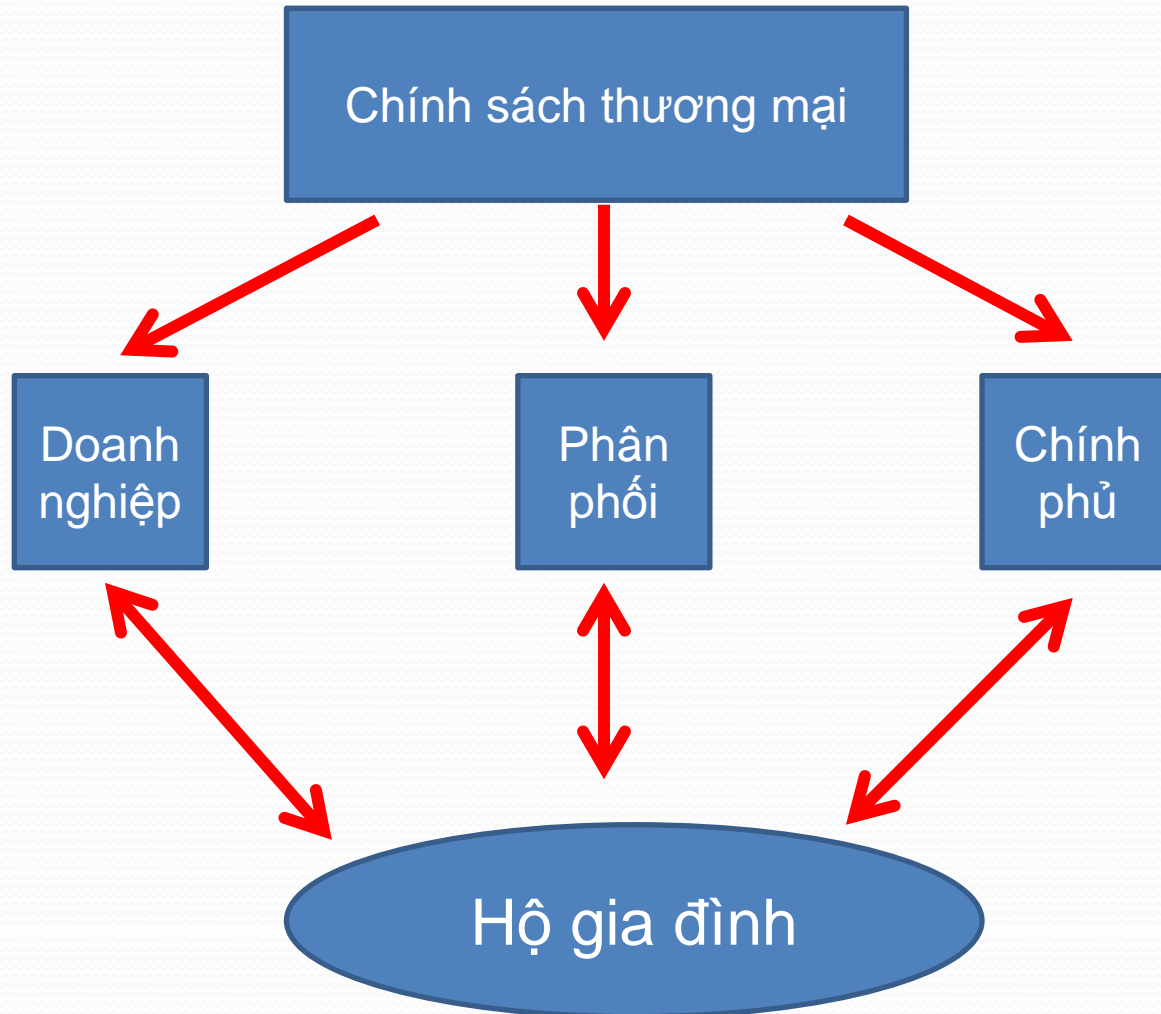 Chính sách thương mại
Doanh
nghiệp
Phân
phối
Chính
phủ
Hộ gia đình